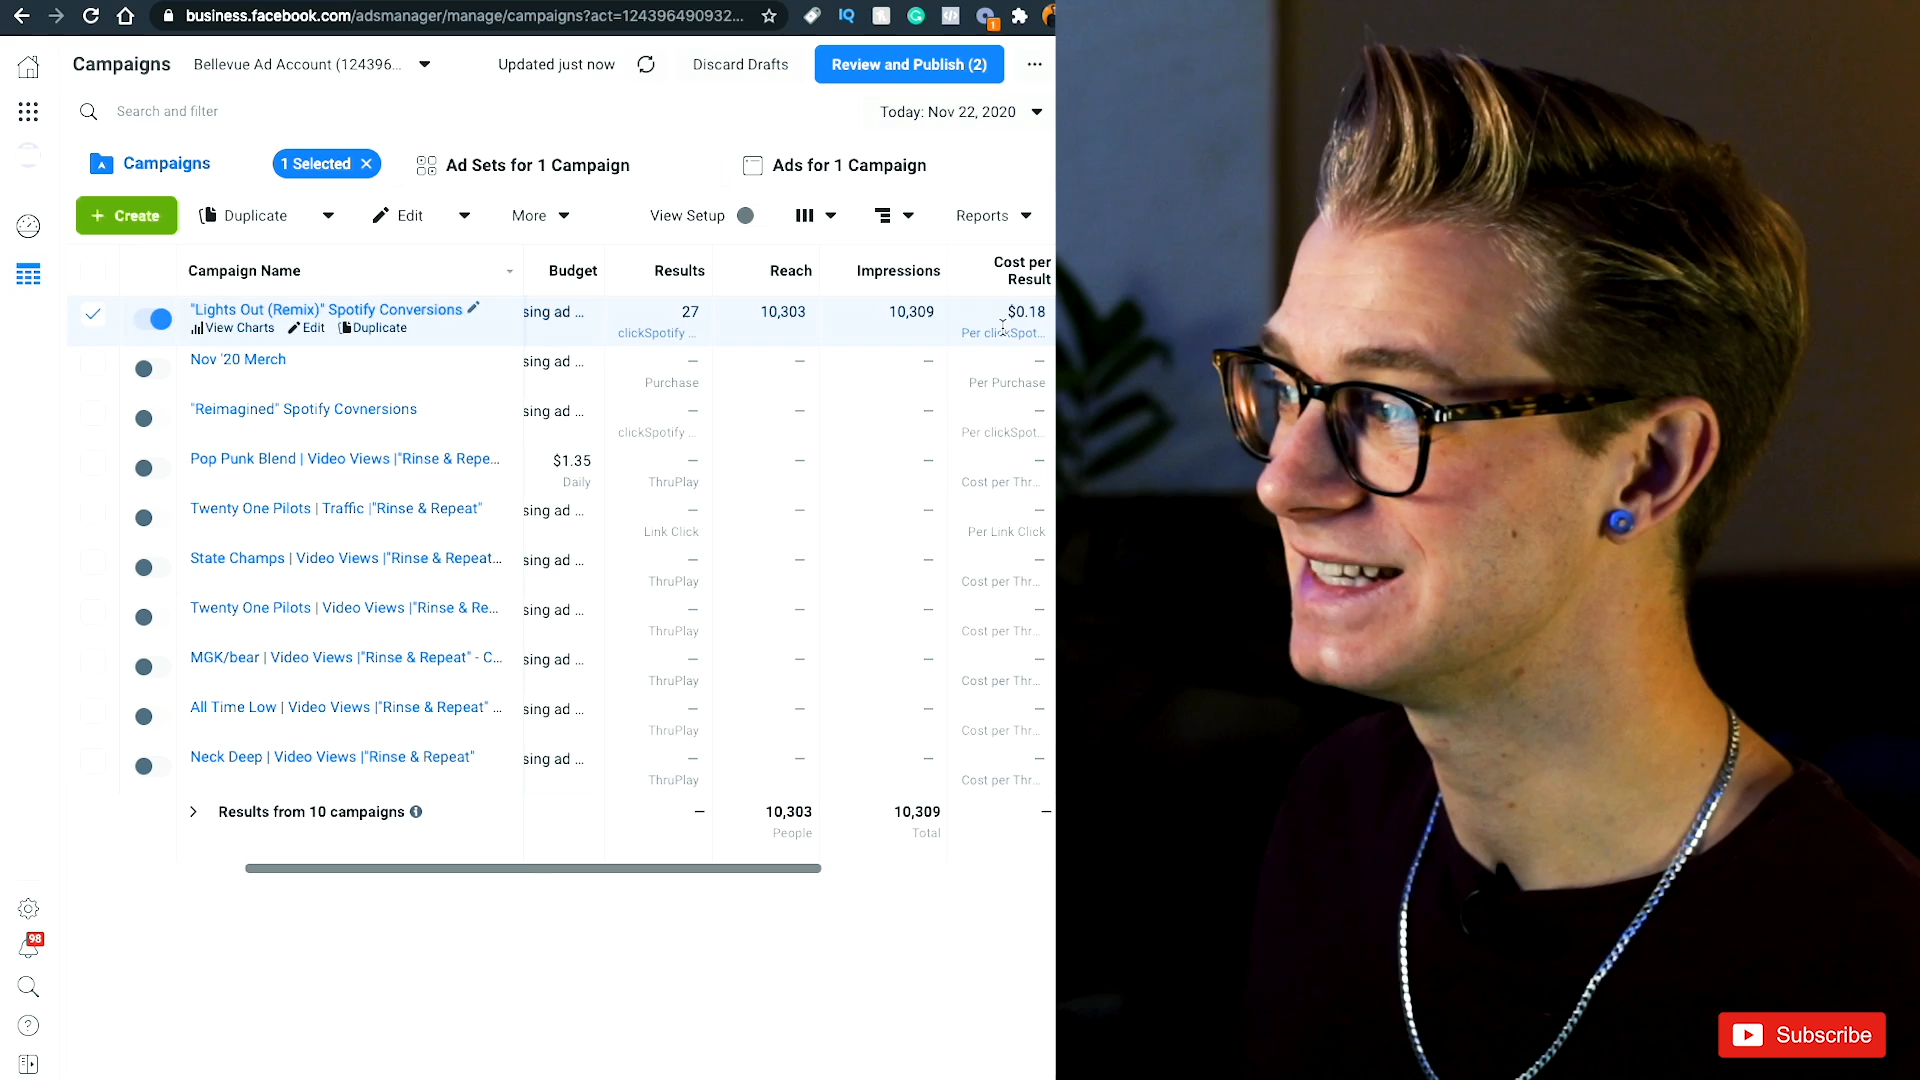 business.facebook.com/adsmanager/manage/campaigns?act=124396490932...
IQ
1
Campaigns
Bellevue Ad Account (124396...
Updated just now
Discard Drafts
Review and Publish (2)
Search and filter
Today: Nov 22, 2020
Campaigns
1 Selected
Ad Sets for 1 Campaign
Ads for 1 Campaign
+ Create
Duplicate
Edit
More
View Setup
Reports
Campaign Name Budget Results Reach Impressions Cost per Result
"Lights Out (Remix)" Spotify Conversions sing ad ... 27 10,303 10,309 $0.18
View Charts Edit Duplicate clickSpotify ... Per clickSpot...
Nov '20 Merch sing ad ... — — — —
Purchase Per Purchase
"Reimagined" Spotify Covnersions sing ad ... — — — —
clickSpotify ... Per clickSpot...
Pop Punk Blend | Video Views |"Rinse & Repe... $1.35 — — — —
Daily ThruPlay Cost per Thr...
Twenty One Pilots | Traffic |"Rinse & Repeat" sing ad ... — — — —
Link Click Per Link Click
State Champs | Video Views |"Rinse & Repeat... sing ad ... — — — —
ThruPlay Cost per Thr...
Twenty One Pilots | Video Views |"Rinse & Re... sing ad ... — — — —
ThruPlay Cost per Thr...
MGK/bear | Video Views |"Rinse & Repeat" - C... sing ad ... — — — —
ThruPlay Cost per Thr...
All Time Low | Video Views |"Rinse & Repeat" ... sing ad ... — — — —
ThruPlay Cost per Thr...
Neck Deep | Video Views |"Rinse & Repeat" sing ad ... — — — —
ThruPlay Cost per Thr...
Results from 10 campaigns — 10,303 10,309 —
People Total
98
Subscribe